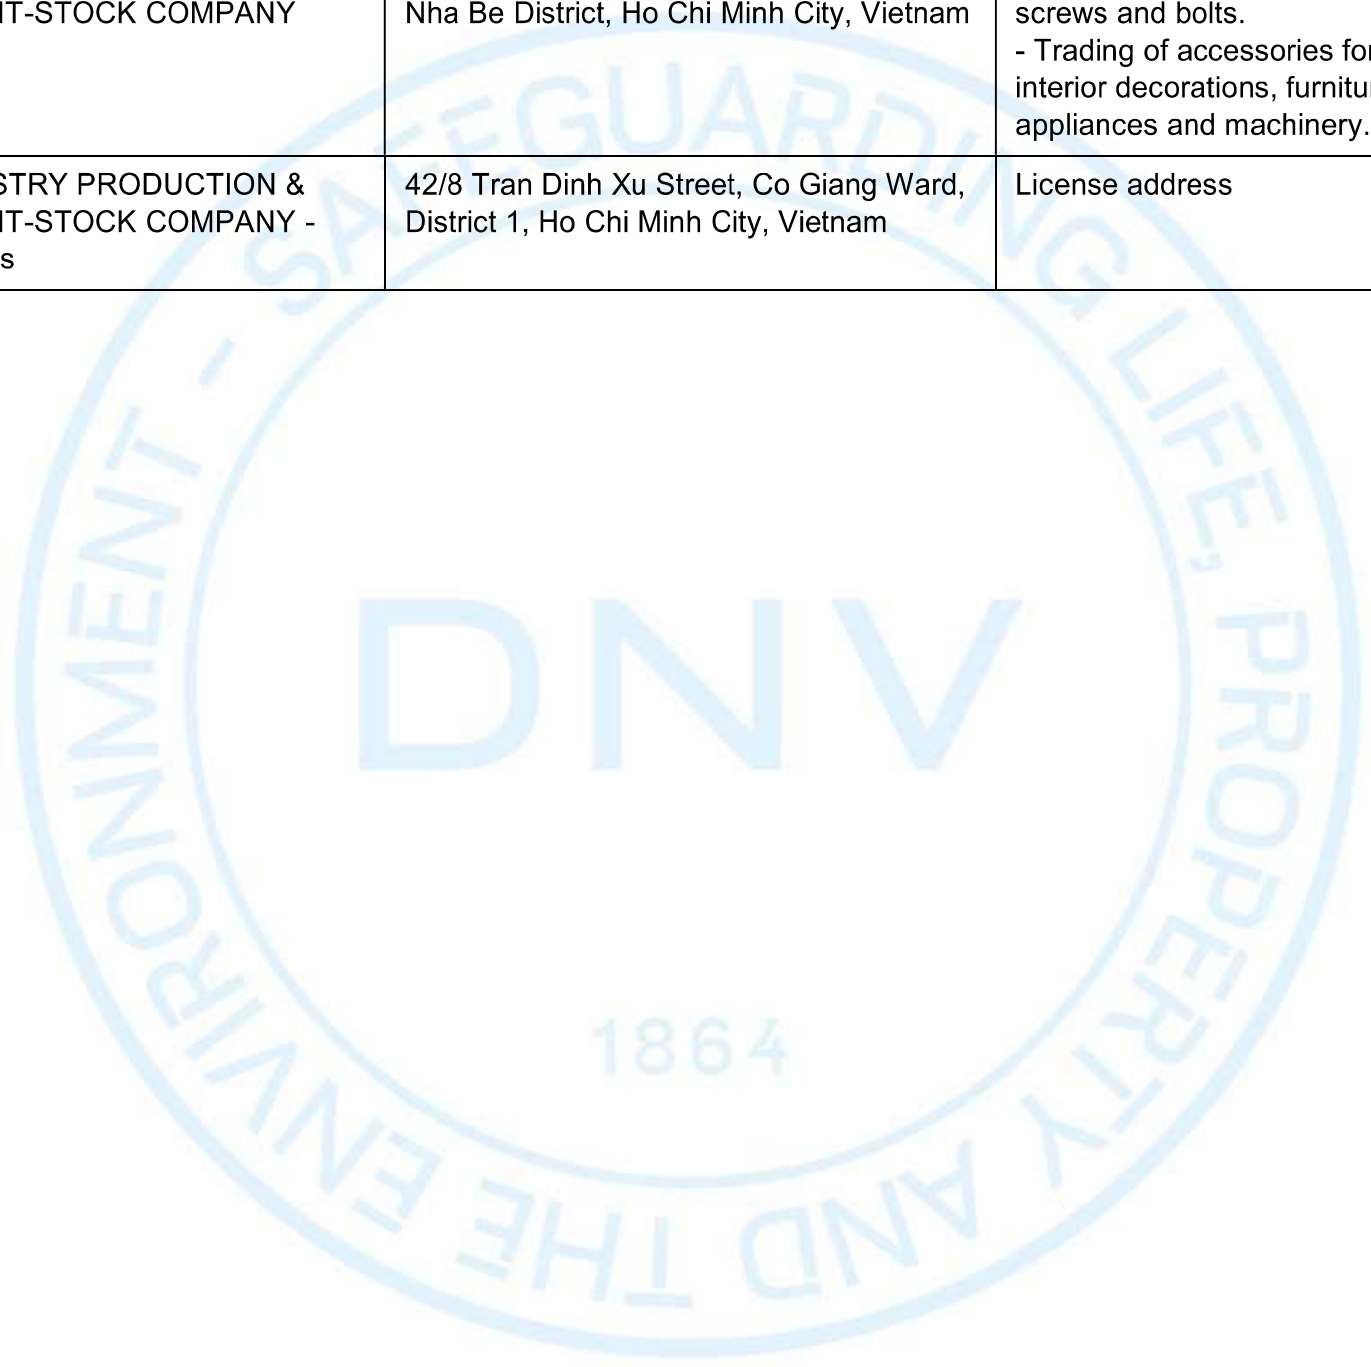 IT-STOCK COMPANY
Nha Be District, Ho Chi Minh City, Vietnam
screws and bolts.
- Trading of accessories for
interior decorations, furnitu
appliances and machinery.
STRY PRODUCTION &
IT-STOCK COMPANY -
s
42/8 Tran Dinh Xu Street, Co Giang Ward,
District 1, Ho Chi Minh City, Vietnam
License address
SAFEGUARDING LIFE, PROPERTY AND THE ENVIRONMENT -
DNV
1864